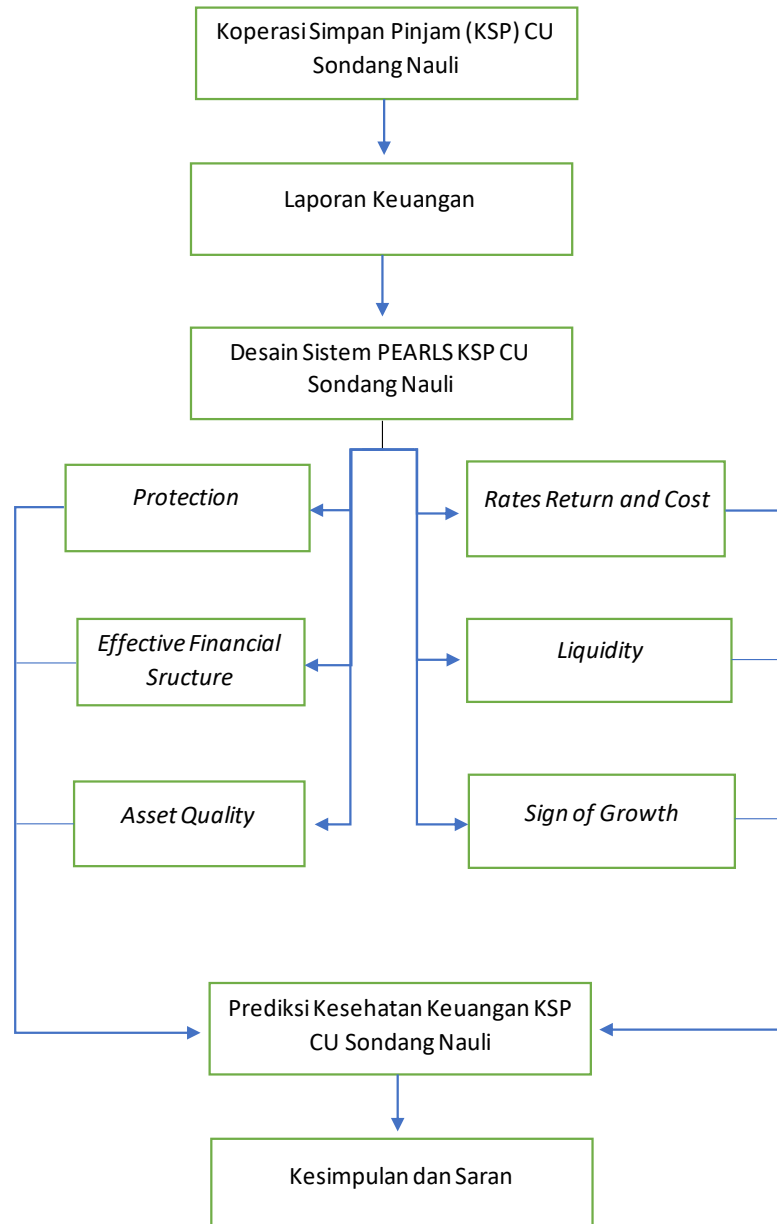 Koperasi Simpan Pinjam (KSP) CU
Sondang Nauli
Laporan Keuangan
Desain Sistem PEARLS KSP CU
Sondang Nauli
Protection
Rates Return and Cost
Effective Financial
Sructure
Liquidity
Asset Quality
Sign of Growth
Prediksi Kesehatan Keuangan KSP
CU Sondang Nauli
Kesimpulan dan Saran